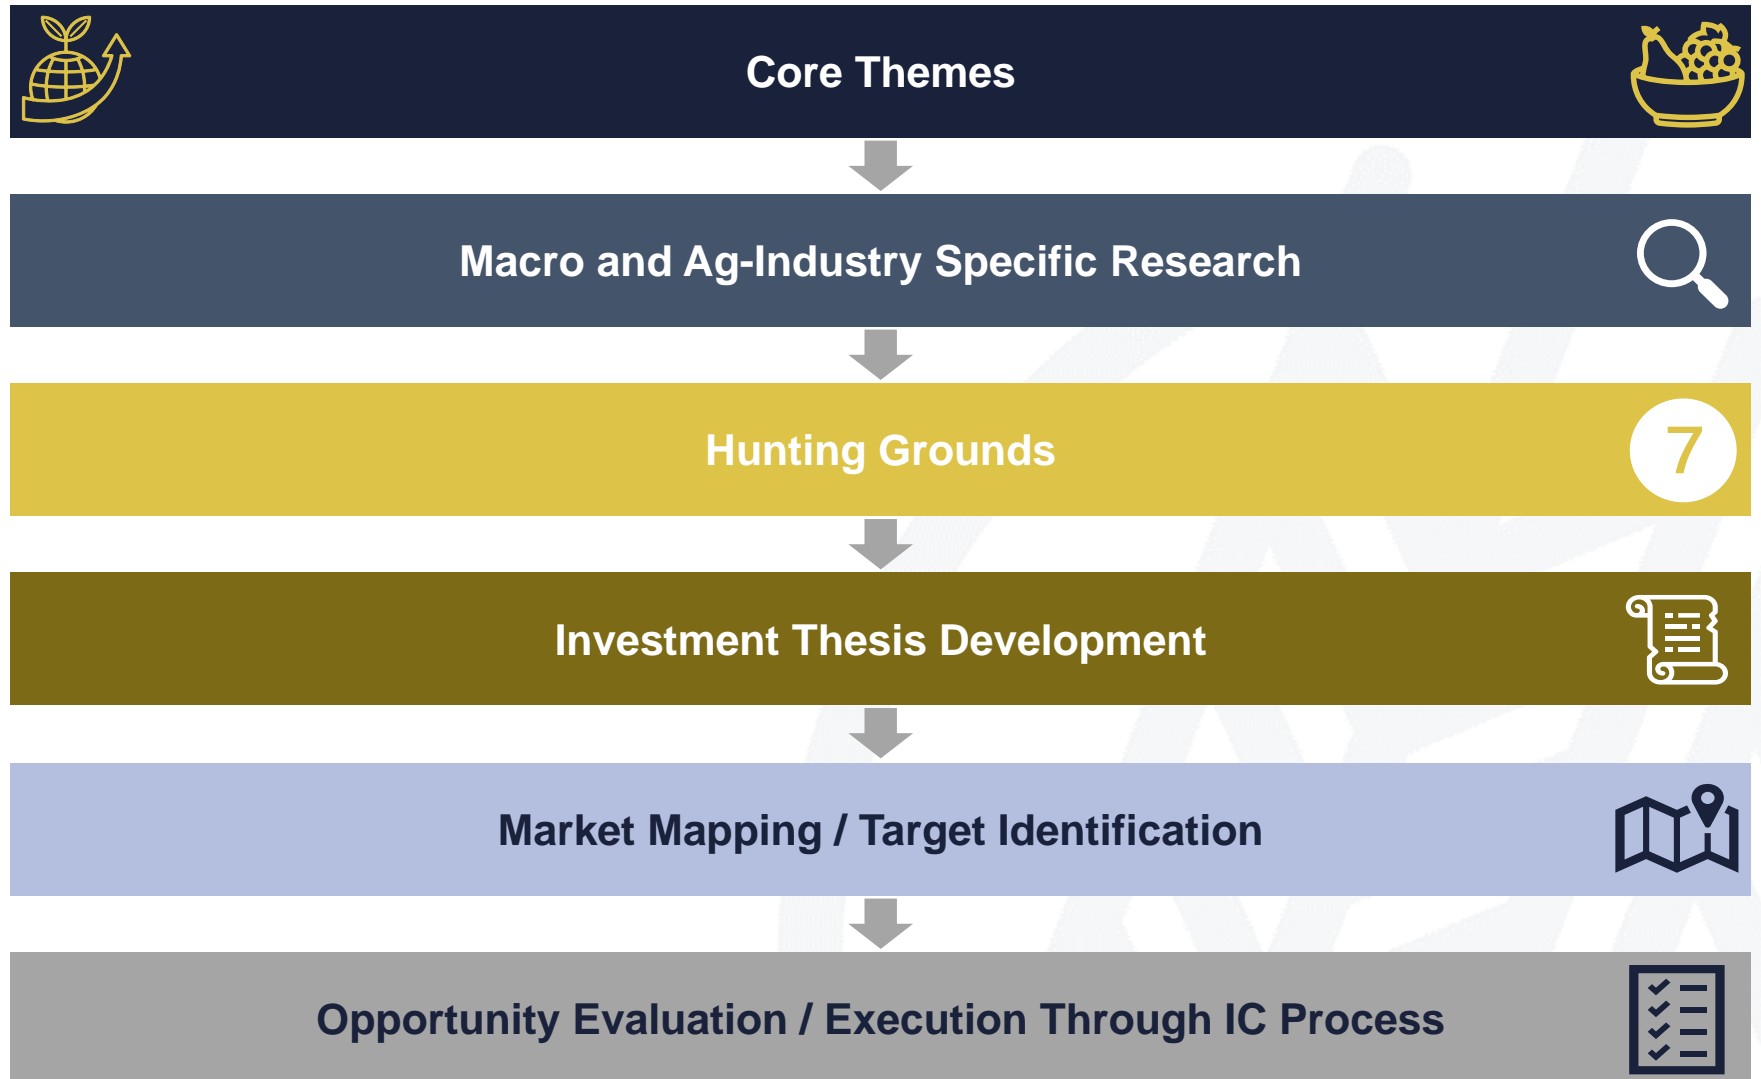 Core Themes
Macro and Ag-Industry Specific Research
Hunting Grounds
7
Investment Thesis Development
Market Mapping / Target Identification
Opportunity Evaluation / Execution Through IC Process